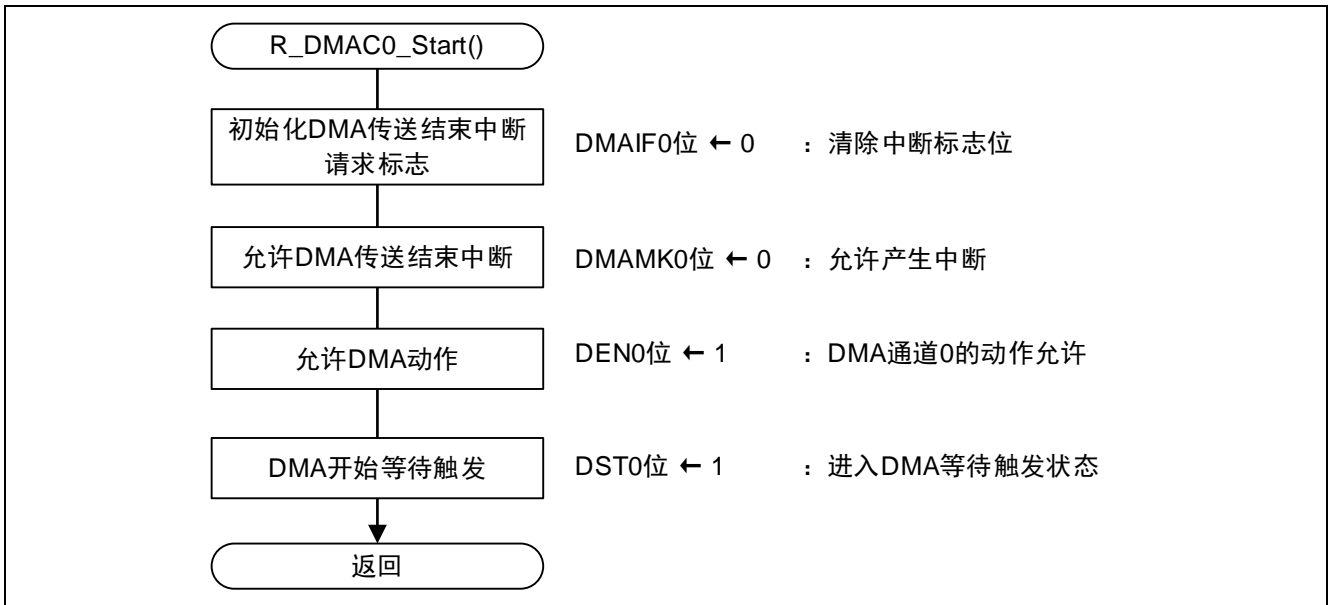 R_DMAC0_Start()
初始化DMA传送结束中断
请求标志
DMAIF0位 ← 0 ：清除中断标志位
允许DMA传送结束中断
DMAMK0位 ← 0 ：允许产生中断
允许DMA动作
DEN0位 ← 1 ：DMA通道0的动作允许
DMA开始等待触发
DST0位 ← 1 ：进入DMA等待触发状态
返回